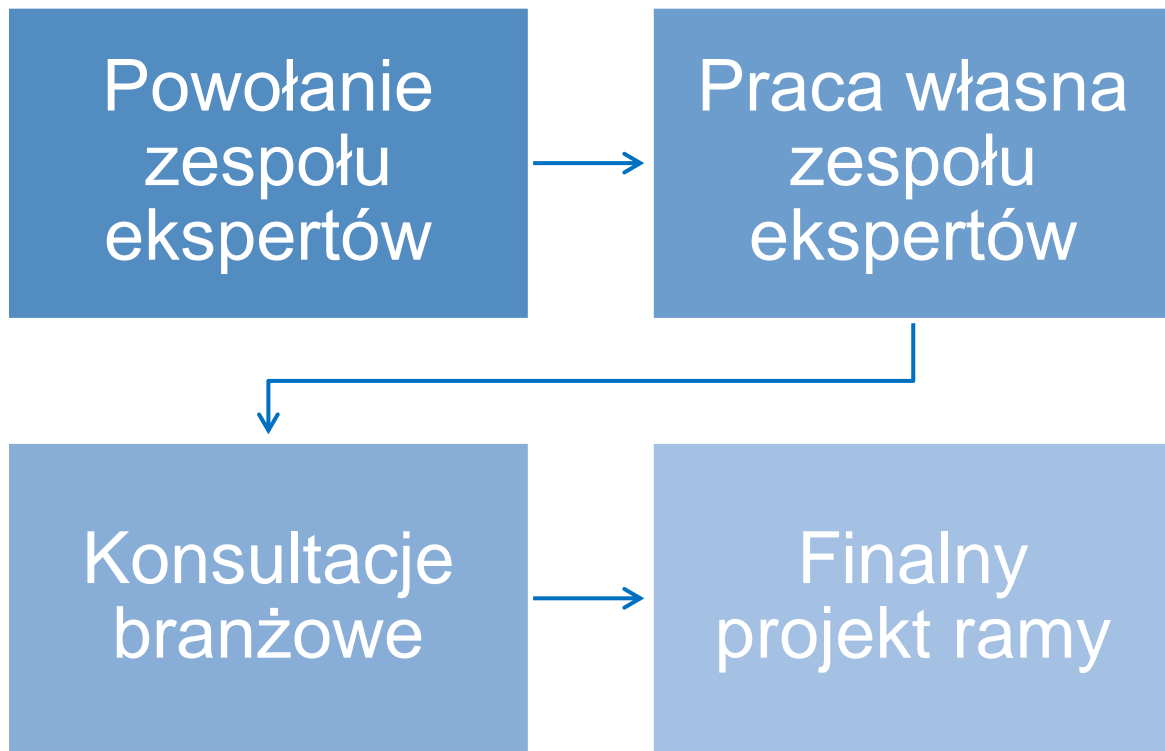 Powołanie
zespołu
ekspertów
Praca własna
zespołu
ekspertów
Konsultacje
branżowe
Finalny
projekt ramy